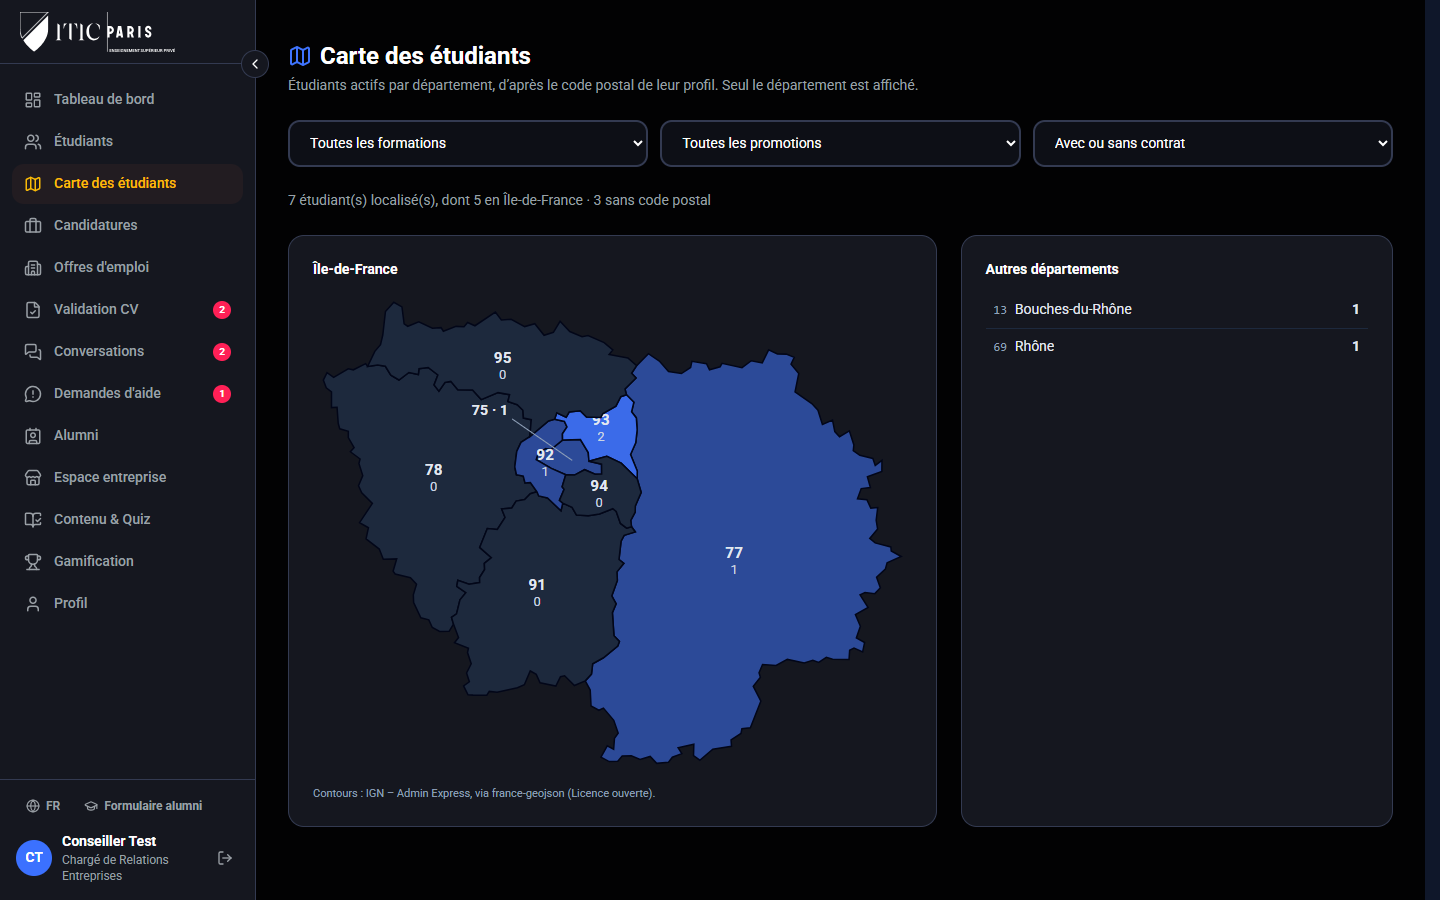 ITIC PARIS
ENSEIGNEMENT SUPÉRIEUR PRIVÉ
Tableau de bord
Étudiants
Carte des étudiants
Candidatures
Offres d'emploi
Validation CV 2
Conversations 2
Demandes d'aide 1
Alumni
Espace entreprise
Contenu & Quiz
Gamification
Profil
FR Formulaire alumni
CT
Conseiller Test
Chargé de Relations
Entreprises
Carte des étudiants
Étudiants actifs par département, d’après le code postal de leur profil. Seul le département est affiché.
Toutes les formations
Toutes les promotions
Avec ou sans contrat
7 étudiant(s) localisé(s), dont 5 en Île-de-France · 3 sans code postal
Île-de-France
95
0
75 · 1
93
2
92
1
78
0
94
0
77
1
91
0
Contours : IGN – Admin Express, via france-geojson (Licence ouverte).
Autres départements
13 Bouches-du-Rhône 1
69 Rhône 1